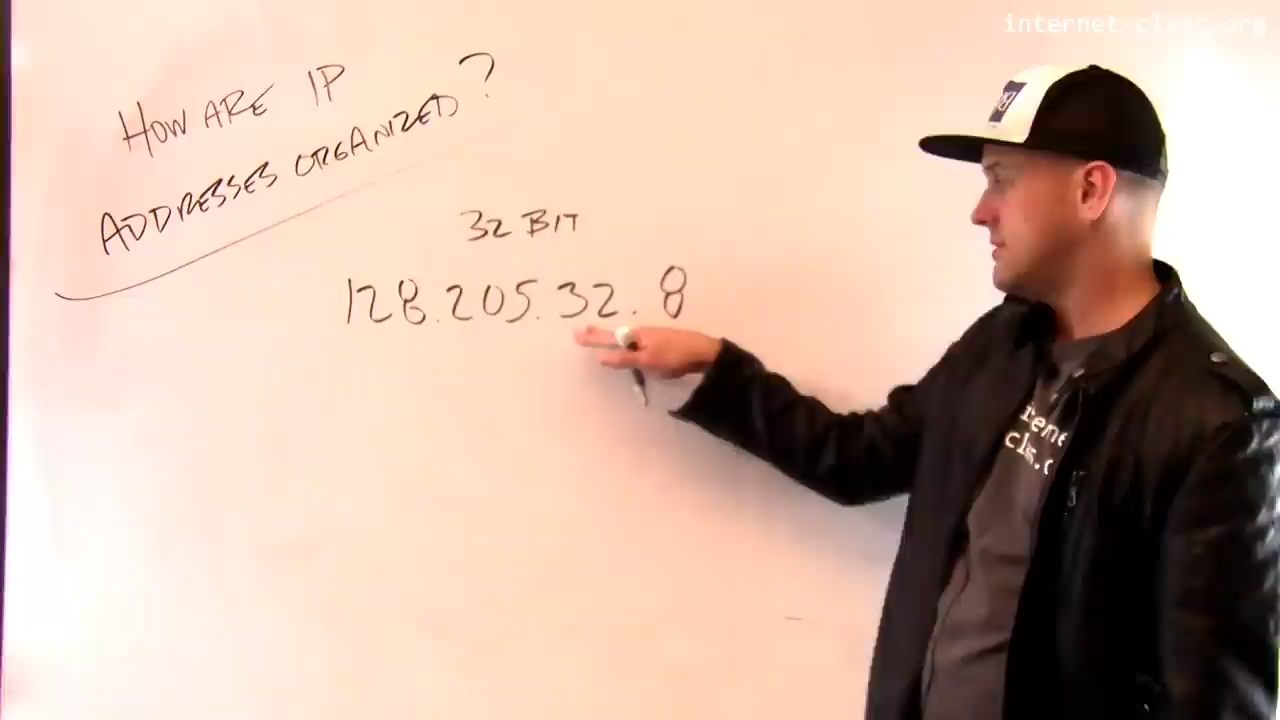 internet-class.org
HOW ARE IP
ADDRESSES ORGANIZED?
32 BIT
128.205.32.8